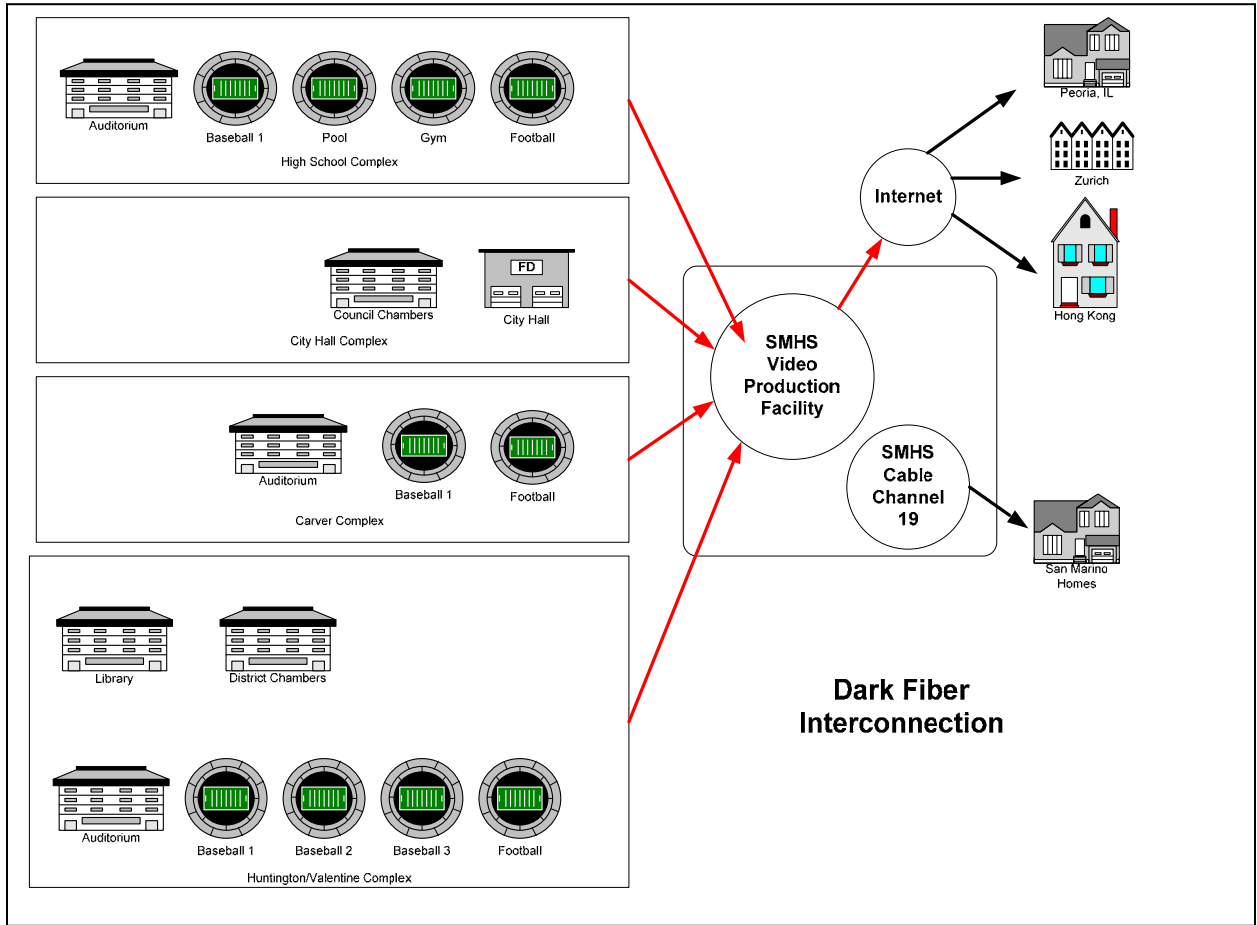 Auditorium
Baseball 1
Pool
Gym
Football
High School Complex
FD
Council Chambers
City Hall
City Hall Complex
Auditorium
Baseball 1
Football
Carver Complex
Library
District Chambers
Auditorium
Baseball 1
Baseball 2
Baseball 3
Football
Huntington/Valentine Complex
SMHS
Video
Production
Facility
Internet
Peoria, IL
Zurich
Hong Kong
SMHS
Cable
Channel
19
San Marino
Homes
Dark Fiber
Interconnection